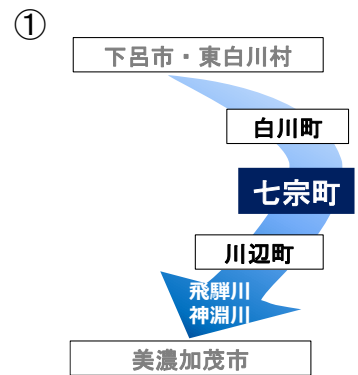 ①
下呂市・東白川村
白川町
七宗町
川辺町
飛騨川
神淵川
美濃加茂市